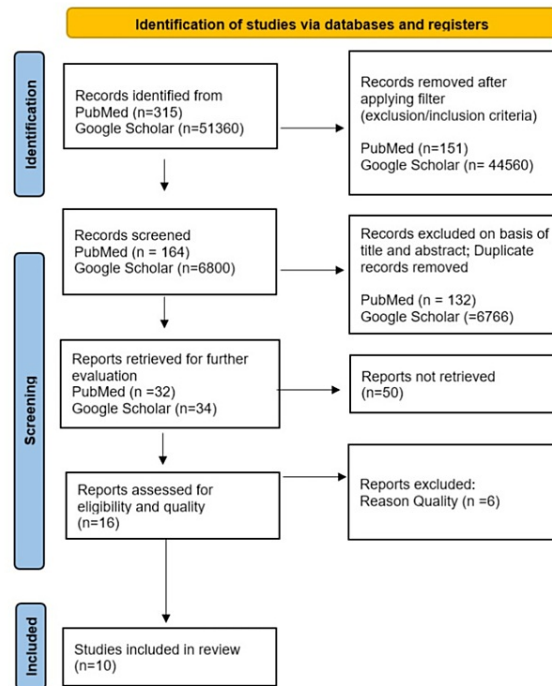 Identification of studies via databases and registers
Identification
Records identified from
PubMed (n=315)
Google Scholar (n=51360)
Records removed after
applying filter
(exclusion/inclusion criteria)
PubMed (n=151)
Google Scholar (n= 44560)
Screening
Records screened
PubMed (n = 164)
Google Scholar (n=6800)
Records excluded on basis of
title and abstract; Duplicate
records removed
PubMed (n = 132)
Google Scholar (=6766)
Reports retrieved for further
evaluation
PubMed (n =32)
Google Scholar (n=34)
Reports not retrieved
(n=50)
Reports assessed for
eligibility and quality
(n=16)
Reports excluded:
Reason Quality (n =6)
Included
Studies included in review
(n=10)